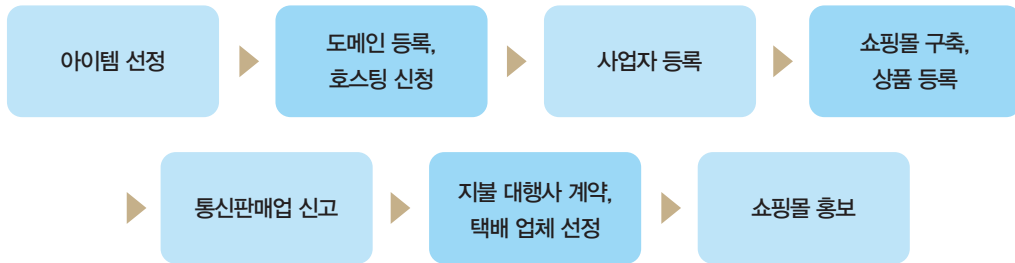 아이템 선정
도메인 등록,
호스팅 신청
사업자 등록
쇼핑몰 구축,
상품 등록
통신판매업 신고
지불 대행사 계약,
택배 업체 선정
쇼핑몰 홍보